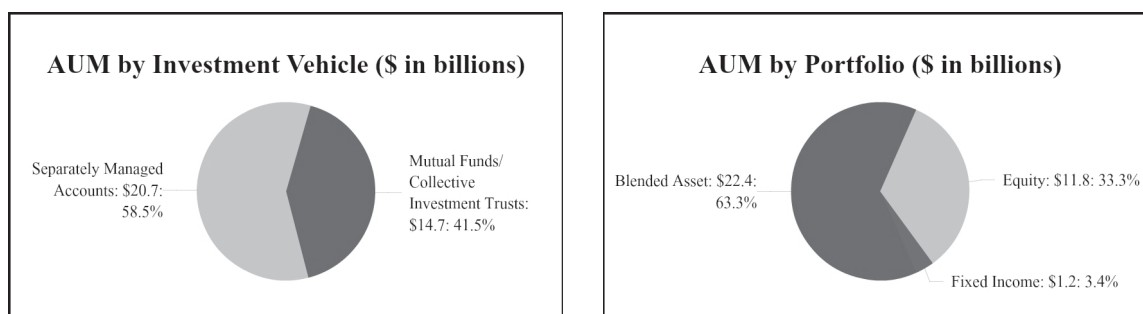 AUM by Investment Vehicle ($ in billions)
Separately Managed
Accounts: $20.7:
58.5%
Mutual Funds/
Collective
Investment Trusts:
$14.7: 41.5%
AUM by Portfolio ($ in billions)
Blended Asset: $22.4:
63.3%
Equity: $11.8: 33.3%
Fixed Income: $1.2: 3.4%